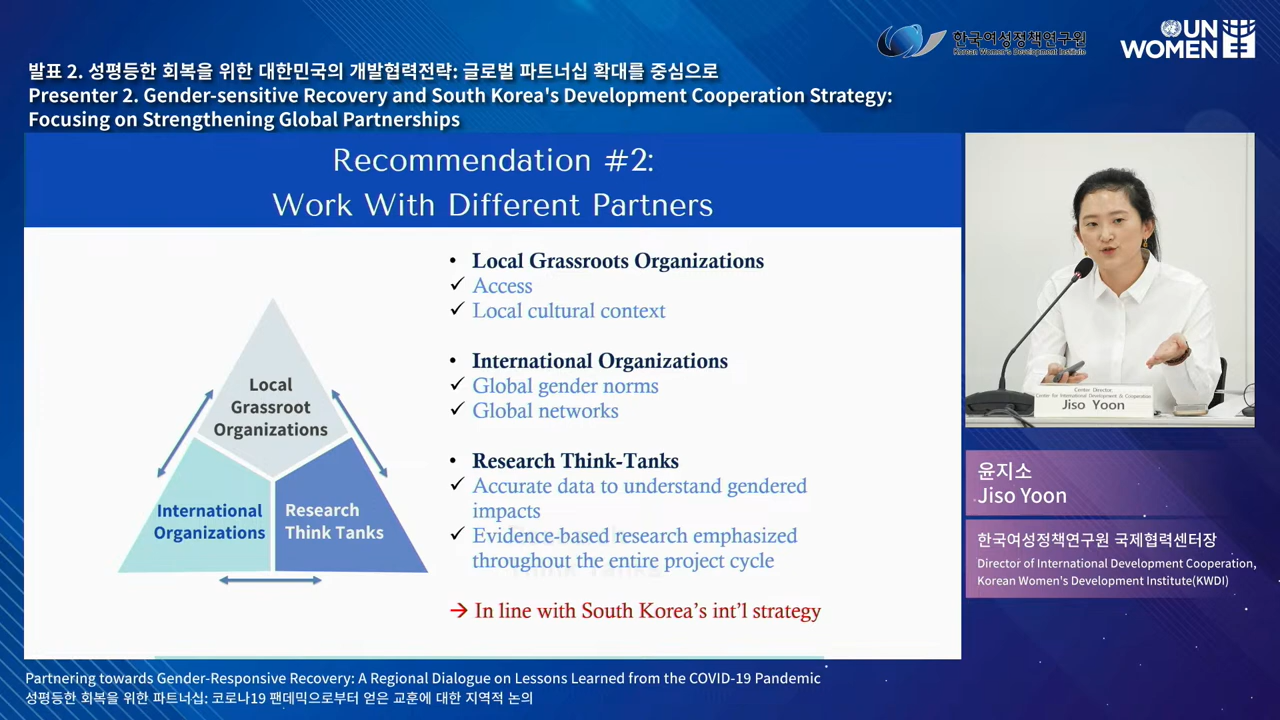 한국여성정책연구원
Korean Women's Development Institute
UN
WOMEN
발표 2. 성평등한 회복을 위한 대한민국의 개발협력전략: 글로벌 파트너십 확대를 중심으로
Presenter 2. Gender-sensitive Recovery and South Korea's Development Cooperation Strategy:
Focusing on Strengthening Global Partnerships
Recommendation #2:
Work With Different Partners
Local
Grassroot
Organizations
International
Organizations
Research
Think Tanks
• Local Grassroots Organizations
✓ Access
✓ Local cultural context
• International Organizations
✓ Global gender norms
✓ Global networks
• Research Think-Tanks
✓ Accurate data to understand gendered
impacts
✓ Evidence-based research emphasized
throughout the entire project cycle
→ In line with South Korea's int'l strategy
Center Director,
Center for International Development & Cooperation
Jiso Yoon
윤지소
Jiso Yoon
한국여성정책연구원 국제협력센터장
Director of International Development Cooperation,
Korean Women's Development Institute(KWDI)
Partnering towards Gender-Responsive Recovery: A Regional Dialogue on Lessons Learned from the COVID-19 Pandemic
성평등한 회복을 위한 파트너십: 코로나19 팬데믹으로부터 얻은 교훈에 대한 지역적 논의